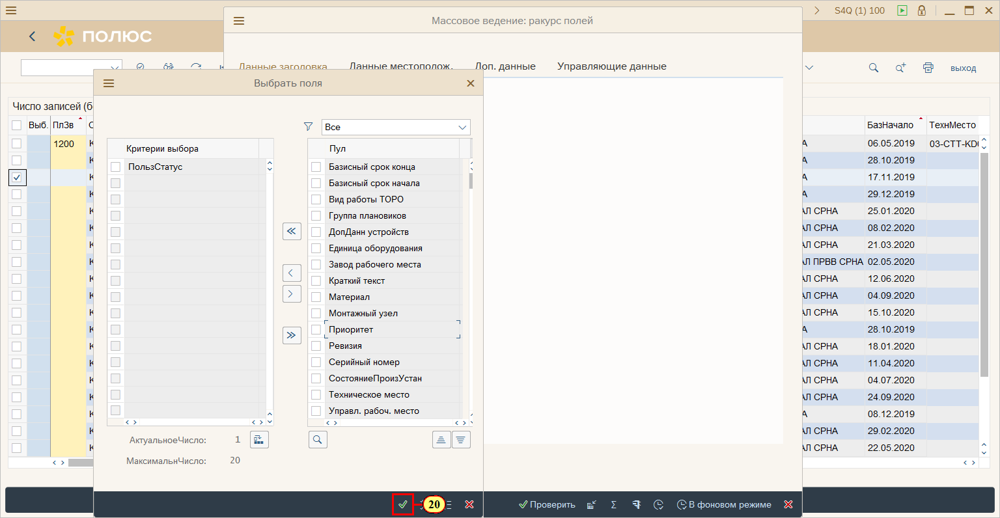 S4Q (1) 100
Массовое ведение: ракурс полей
ПОЛЮС
Данные заголовка
Данные местополож.
Доп. данные
Управляющие данные
выход
Выбрать поля
Число записей (б
Выб.
ПлЗв
БазНачало
ТехнМесто
1200
06.05.2019
03-СТТ-KD
28.10.2019
17.11.2019
29.12.2019
АЛ СРНА
25.01.2020
08.02.2020
АЛ СРНА
21.03.2020
АЛ ПРВВ СРНА
02.05.2020
АЛ СРНА
12.06.2020
АЛ СРНА
04.09.2020
АЛ СРНА
15.10.2020
28.10.2019
АЛ СРНА
18.01.2020
АЛ СРНА
11.04.2020
АЛ СРНА
04.07.2020
АЛ СРНА
24.09.2020
08.12.2019
АЛ СРНА
29.02.2020
АЛ СРНА
22.05.2020
Все
Критерии выбора
ПользСтатус
Пул
Базисный срок конца
Базисный срок начала
Вид работы ТОРО
Группа плановиков
ДопДанн устройств
Единица оборудования
Завод рабочего места
Краткий текст
Материал
Монтажный узел
Приоритет
Ревизия
Серийный номер
СостояниеПроизУстан
Техническое место
Управл. рабоч. место
АктуальноеЧисло: 1
МаксимальнЧисло: 20
20
Проверить
Σ
В фоновом режиме